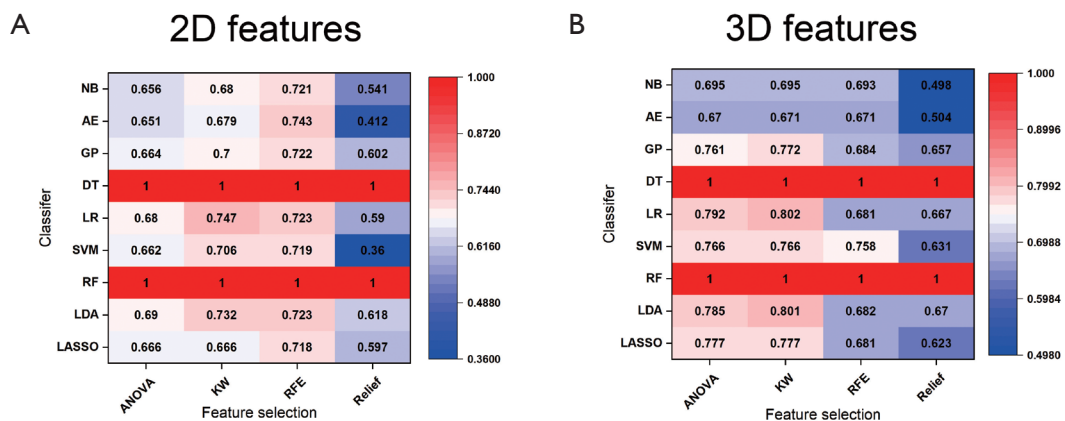 A
2D features
NB 0.656 0.68 0.721 0.541
AE 0.651 0.679 0.743 0.412
GP 0.664 0.7 0.722 0.602
DT 1 1 1 1
LR 0.68 0.747 0.723 0.59
SVM 0.662 0.706 0.719 0.36
RF 1 1 1 1
LDA 0.69 0.732 0.723 0.618
LASSO 0.666 0.666 0.718 0.597
ANOVA KW RFE Relief
Feature selection
Classifer
1.000
0.8720
0.7440
0.6160
0.4880
0.3600
B
3D features
NB 0.695 0.695 0.693 0.498
AE 0.67 0.671 0.671 0.504
GP 0.761 0.772 0.684 0.657
DT 1 1 1 1
LR 0.792 0.802 0.681 0.667
SVM 0.766 0.766 0.758 0.631
RF 1 1 1 1
LDA 0.785 0.801 0.682 0.67
LASSO 0.777 0.777 0.681 0.623
ANOVA KW RFE Relief
Feature selection
Classifer
1.000
0.8996
0.7992
0.6988
0.5984
0.4980